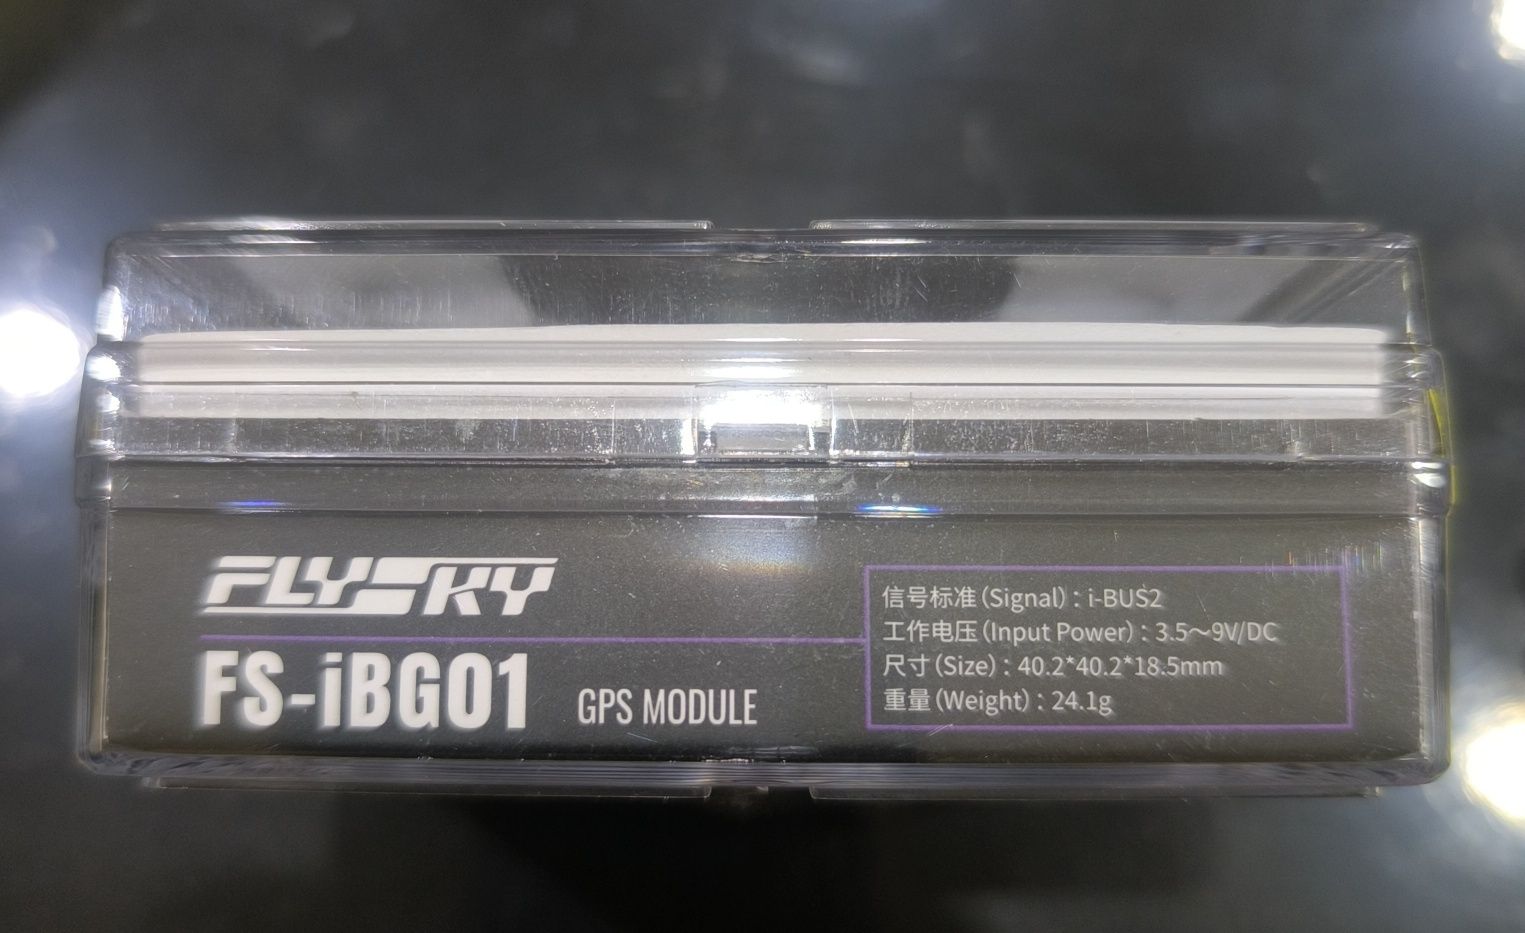 FLYSKY
FS-iBG01 GPS MODULE
信号标准(Signal): i-BUS2
工作电压(Input Power): 3.5～9V/DC
尺寸(Size): 40.2*40.2*18.5mm
重量(Weight): 24.1g